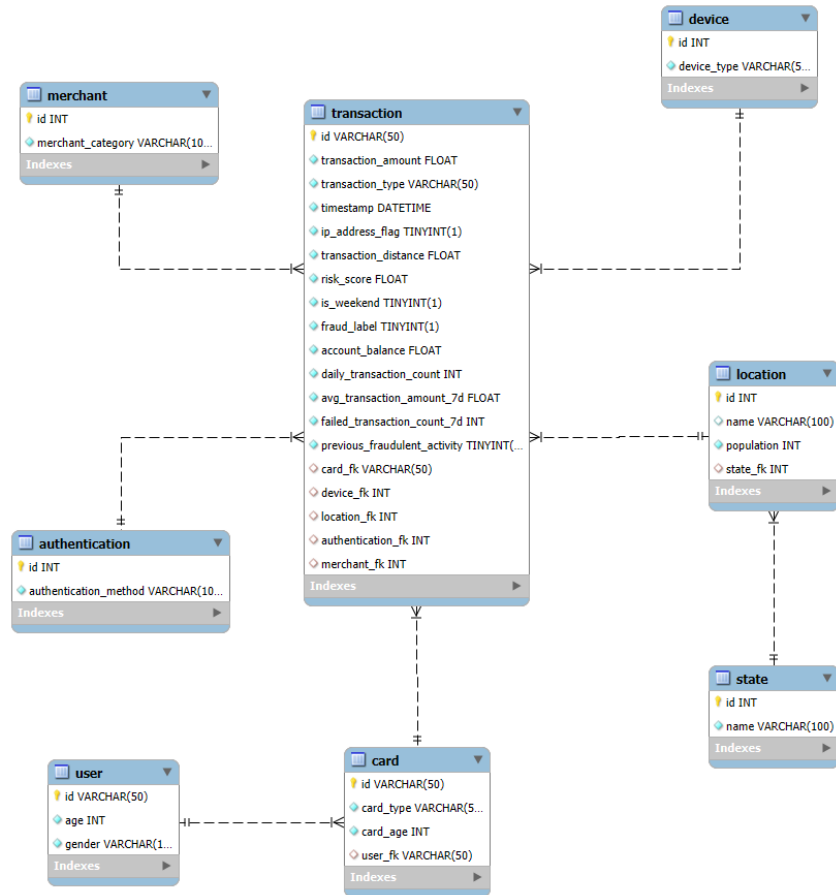 device
id INT
device_type VARCHAR(5...
Indexes
merchant
id INT
merchant_category VARCHAR(10...
Indexes
transaction
id VARCHAR(50)
transaction_amount FLOAT
transaction_type VARCHAR(50)
timestamp DATETIME
ip_address_flag TINYINT(1)
transaction_distance FLOAT
risk_score FLOAT
is_weekend TINYINT(1)
fraud_label TINYINT(1)
account_balance FLOAT
daily_transaction_count INT
avg_transaction_amount_7d FLOAT
failed_transaction_count_7d INT
previous_fraudulent_activity TINYINT(...
card_fk VARCHAR(50)
device_fk INT
location_fk INT
authentication_fk INT
merchant_fk INT
Indexes
location
id INT
name VARCHAR(100)
population INT
state_fk INT
Indexes
authentication
id INT
authentication_method VARCHAR(10...
Indexes
state
id INT
name VARCHAR(100)
Indexes
user
id VARCHAR(50)
age INT
gender VARCHAR(1...
Indexes
card
id VARCHAR(50)
card_type VARCHAR(5...
card_age INT
user_fk VARCHAR(50)
Indexes